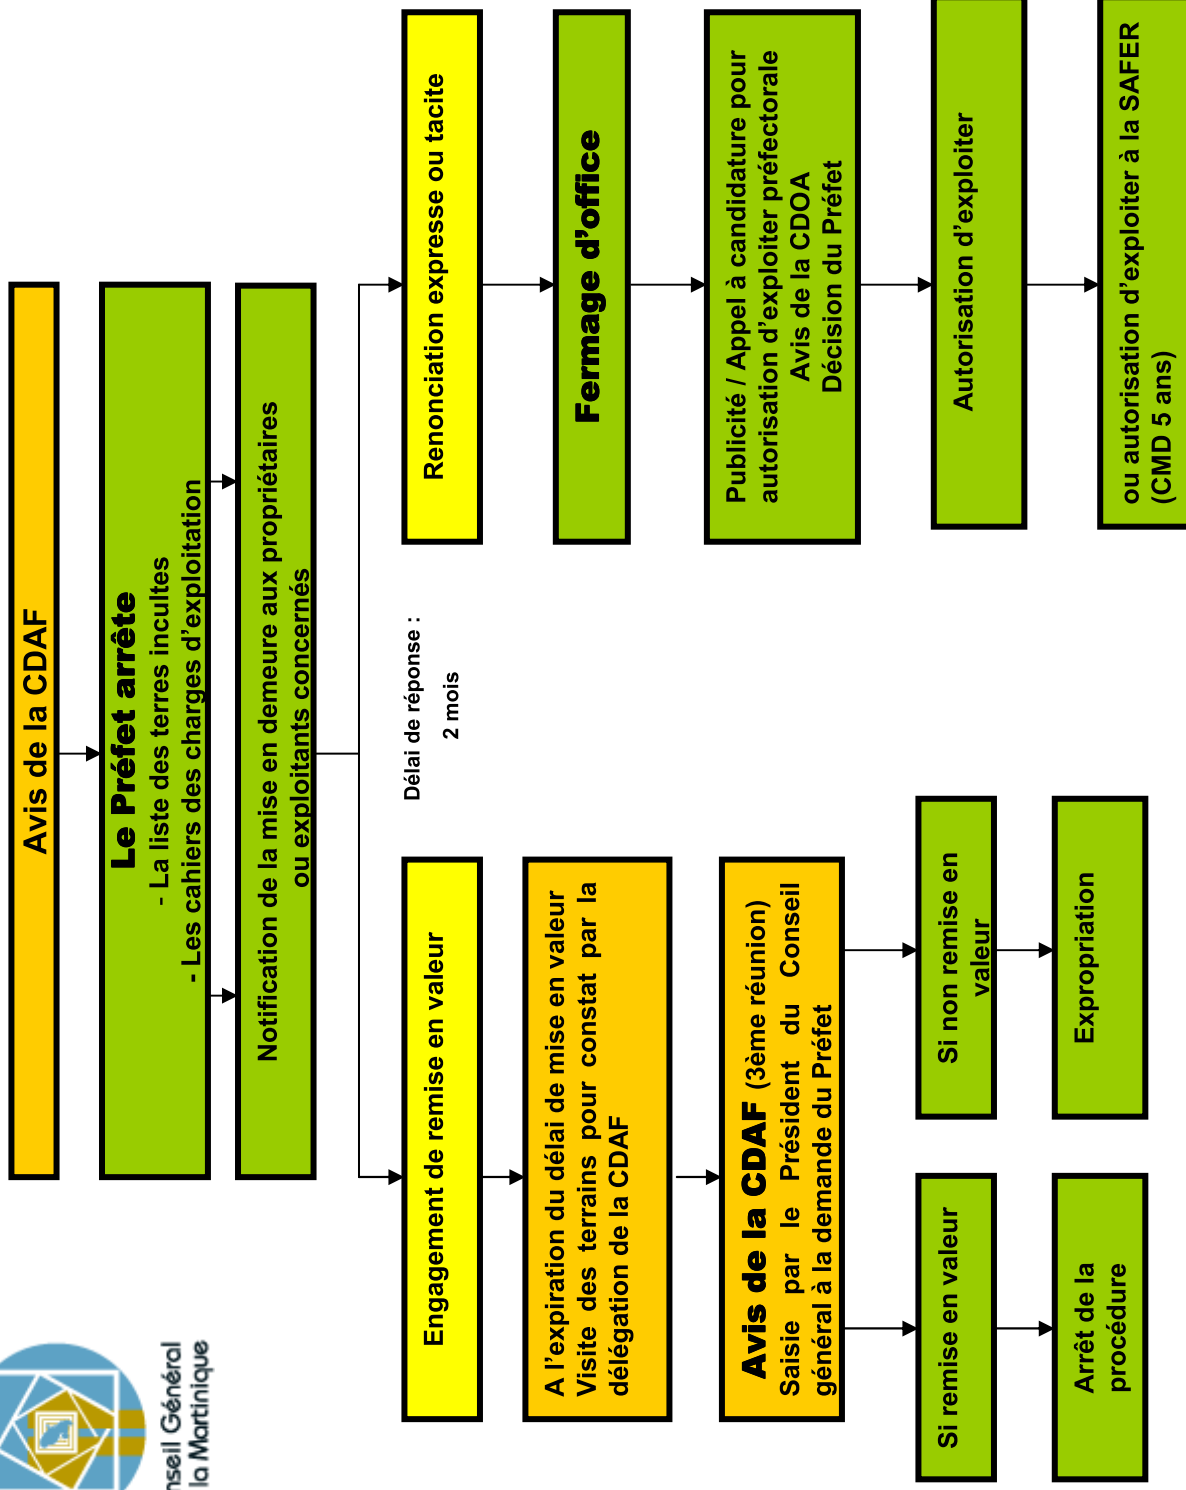 nseil Général
la Martinique
Avis de la CDAF
Le Préfet arrête
- La liste des terres incultes
- Les cahiers des charges d'exploitation
Notification de la mise en demeure aux propriétaires
ou exploitants concernés
Engagement de remise en valeur
Délai de réponse :
2 mois
Renonciation expresse ou tacite
A l'expiration du délai de mise en valeur
Visite des terrains pour constat par la
délégation de la CDAF
Fermage d'office
Avis de la CDAF (3ème réunion)
Saisie par le Président du Conseil
général à la demande du Préfet
Publicité / Appel à candidature pour
autorisation d'exploiter préfectorale
Avis de la CDOA
Décision du Préfet
Si remise en valeur
Si non remise en
valeur
Autorisation d'exploiter
Arrêt de la
procédure
Expropriation
ou autorisation d'exploiter à la SAFER
(CMD 5 ans)